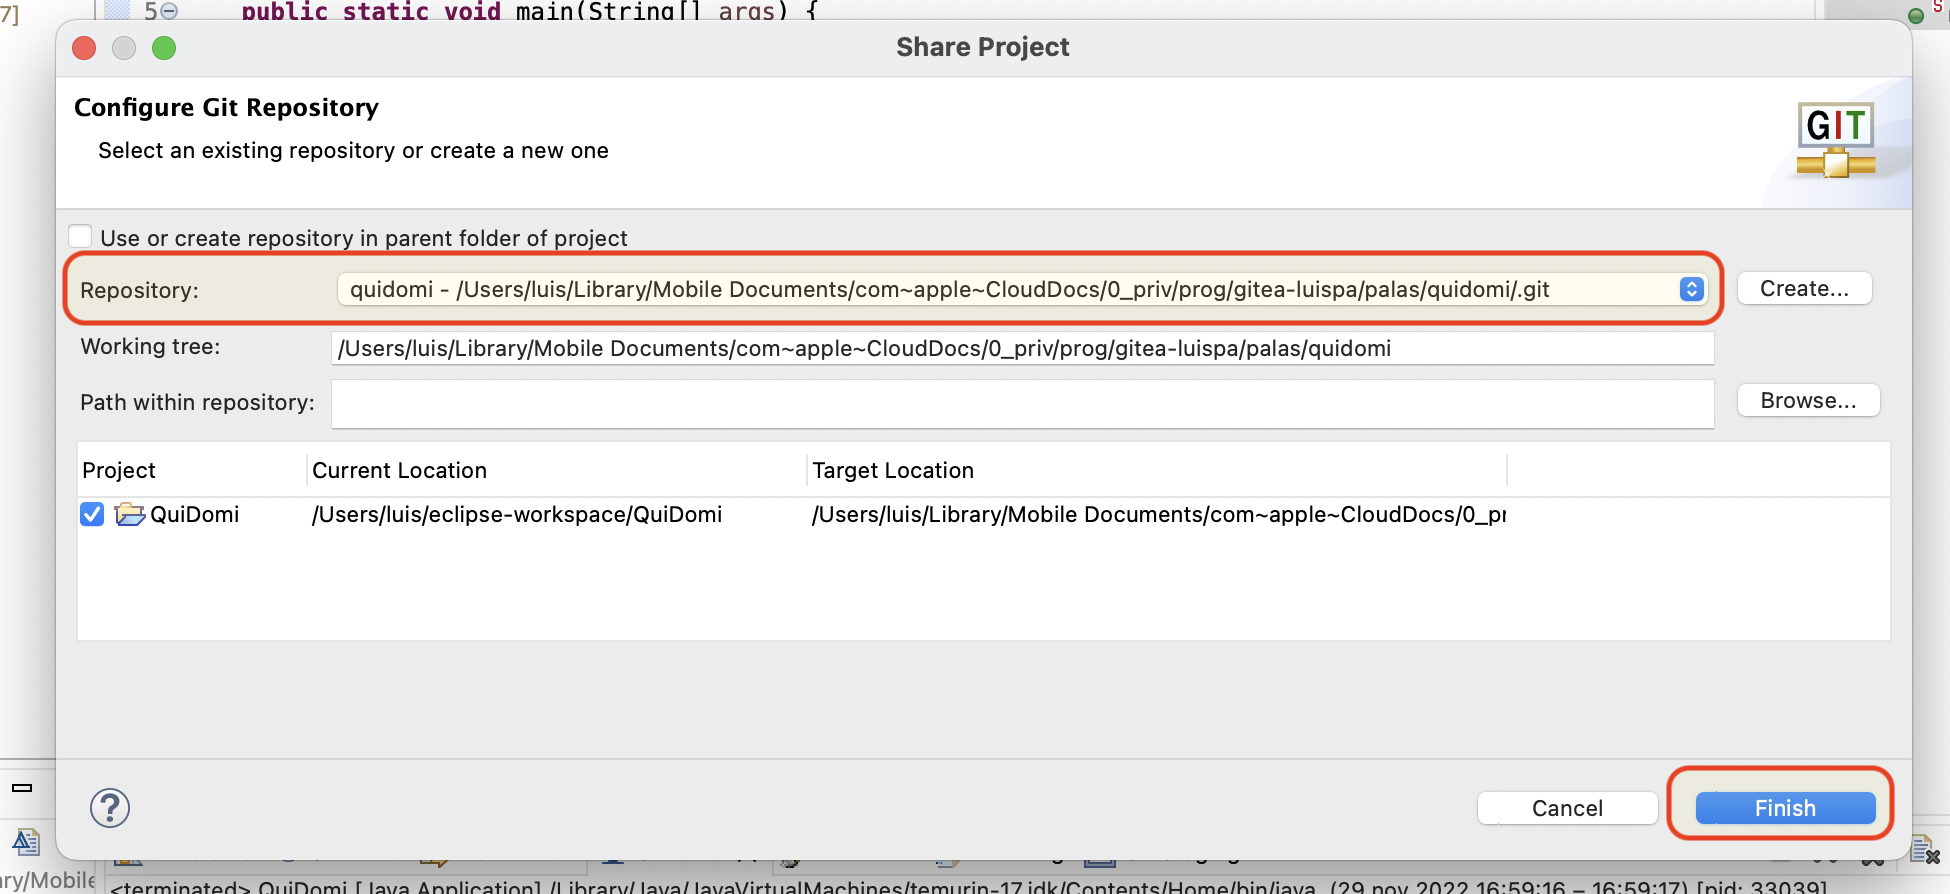 7]
5
public static void main(String[] args) {
S
Share Project
Configure Git Repository
Select an existing repository or create a new one
GIT
Use or create repository in parent folder of project
Repository:
quidomi - /Users/luis/Library/Mobile Documents/com~apple~CloudDocs/0_priv/prog/gitea-luispa/palas/quidomi/.git
Create...
Working tree:
/Users/luis/Library/Mobile Documents/com~apple~CloudDocs/0_priv/prog/gitea-luispa/palas/quidomi
Path within repository:
Browse...
Project Current Location Target Location
QuiDomi /Users/luis/eclipse-workspace/QuiDomi /Users/luis/Library/Mobile Documents/com~apple~CloudDocs/0_pr
?
Cancel
Finish
ry/Mobile
<terminated> QuiDomi [Java Application] /Library/Java/JavaVirtualMachines/temurin-17.jdk/Contents/Home/bin/java (29 nov 2022 16:59:16 – 16:59:17) [pid: 33039]